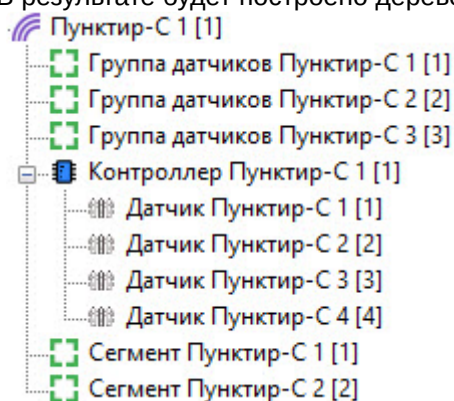 В результате будет построено дерево
Пунктир-С 1 [1]
Группа датчиков Пунктир-С 1 [1]
Группа датчиков Пунктир-С 2 [2]
Группа датчиков Пунктир-С 3 [3]
Контроллер Пунктир-С 1 [1]
Датчик Пунктир-С 1 [1]
Датчик Пунктир-С 2 [2]
Датчик Пунктир-С 3 [3]
Датчик Пунктир-С 4 [4]
Сегмент Пунктир-С 1 [1]
Сегмент Пунктир-С 2 [2]